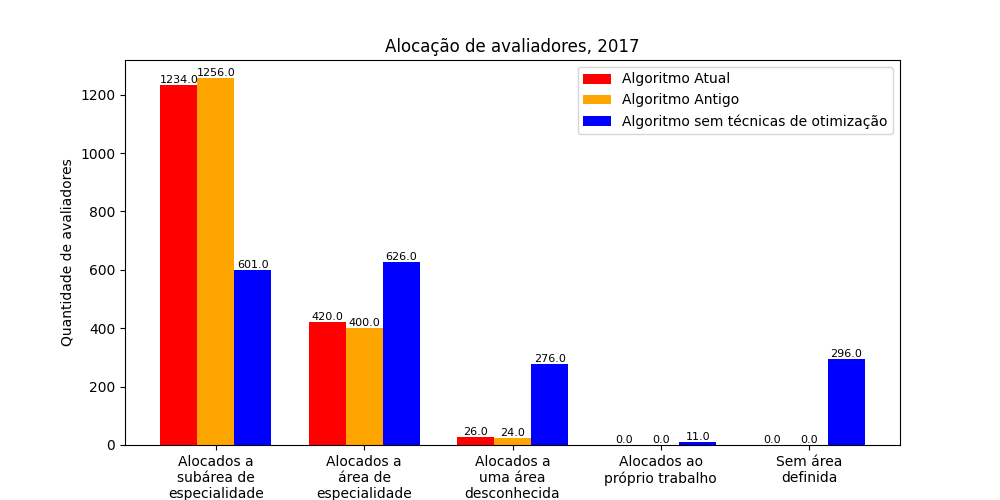 Alocação de avaliadores, 2017
Algoritmo Atual
Algoritmo Antigo
Algoritmo sem técnicas de otimização
Quantidade de avaliadores
1200
1000
800
600
400
200
0
1234.0
1256.0
601.0
420.0
400.0
626.0
26.0
24.0
276.0
0.0
0.0
11.0
0.0
0.0
296.0
Alocados a
subárea de
especialidade
Alocados a
área de
especialidade
Alocados a
uma área
desconhecida
Alocados ao
próprio trabalho
Sem área
definida